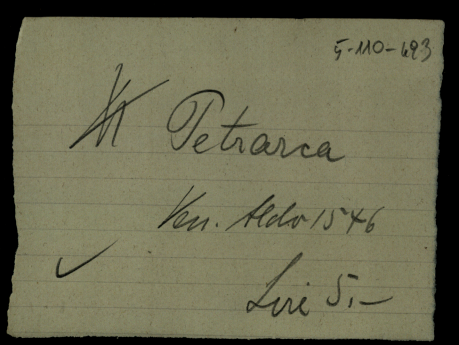 5-110-493
Petrarca
Ven. Aldo 1546
Lire 5.-